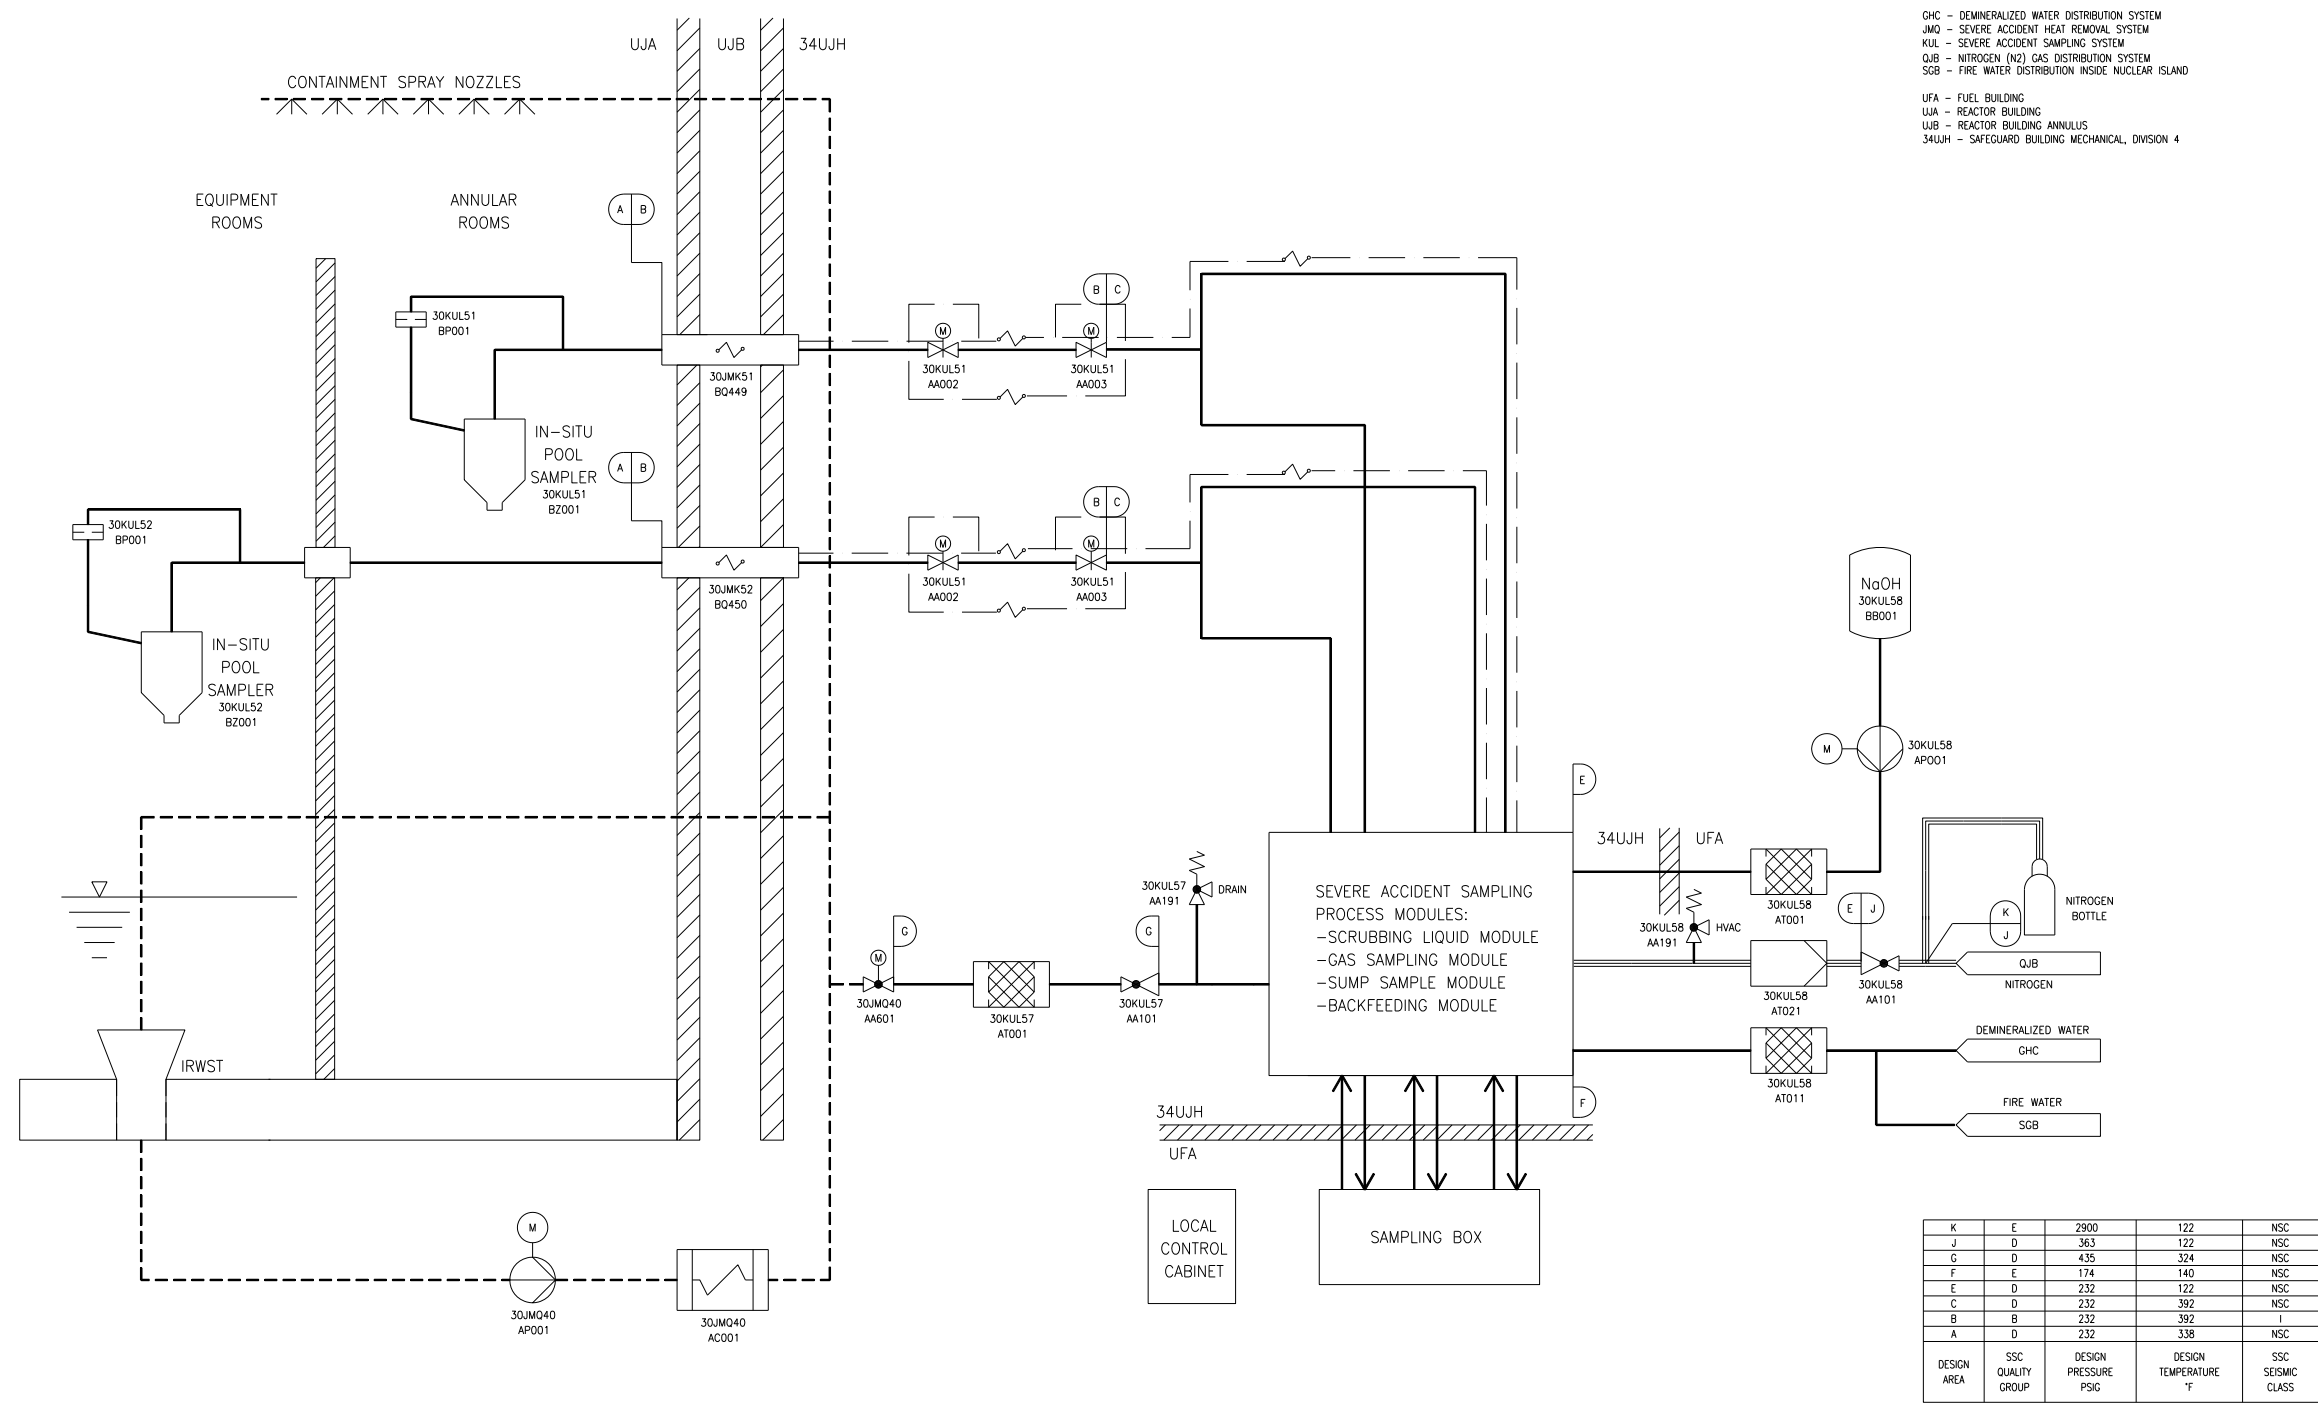 GHC – DEMINERALIZED WATER DISTRIBUTION SYSTEM
JMQ – SEVERE ACCIDENT HEAT REMOVAL SYSTEM
KUL – SEVERE ACCIDENT SAMPLING SYSTEM
QJB – NITROGEN (N2) GAS DISTRIBUTION SYSTEM
SGB – FIRE WATER DISTRIBUTION INSIDE NUCLEAR ISLAND
UFA – FUEL BUILDING
UJA – REACTOR BUILDING
UJB – REACTOR BUILDING ANNULUS
34UJH – SAFEGUARD BUILDING MECHANICAL, DIVISION 4
UJA UJB 34UJH
CONTAINMENT SPRAY NOZZLES
EQUIPMENT
ROOMS
ANNULAR
ROOMS
A B
30KUL51
BP001
30JMK51
BQ449
B C
M
30KUL51
AA002
M
30KUL51
AA003
IN–SITU
POOL
SAMPLER
30KUL51
BZ001
A B
30KUL52
BP001
30JMK52
BQ450
B C
M
30KUL51
AA002
M
30KUL51
AA003
IN–SITU
POOL
SAMPLER
30KUL52
BZ001
NaOH
30KUL58
BB001
M
30KUL58
AP001
E
34UJH UFA
30KUL58
AT001
30KUL58
AA191
HVAC
E J
K
J
NITROGEN
BOTTLE
30KUL58
AT021
30KUL58
AA101
QJB
NITROGEN
DEMINERALIZED WATER
GHC
30KUL58
AT011
FIRE WATER
SGB
F
30KUL57
AA191
DRAIN
G
M
30JMQ40
AA601
30KUL57
AT001
G
30KUL57
AA101
SEVERE ACCIDENT SAMPLING
PROCESS MODULES:
–SCRUBBING LIQUID MODULE
–GAS SAMPLING MODULE
–SUMP SAMPLE MODULE
–BACKFEEDING MODULE
IRWST
34UJH
UFA
LOCAL
CONTROL
CABINET
SAMPLING BOX
M
30JMQ40
AP001
30JMQ40
AC001
K E 2900 122 NSC
J D 363 122 NSC
G D 435 324 NSC
F E 174 140 NSC
E D 232 122 NSC
C D 232 392 NSC
B B 232 392 I
A D 232 338 NSC
DESIGN
AREA
SSC
QUALITY
GROUP
DESIGN
PRESSURE
PSIG
DESIGN
TEMPERATURE
°F
SSC
SEISMIC
CLASS